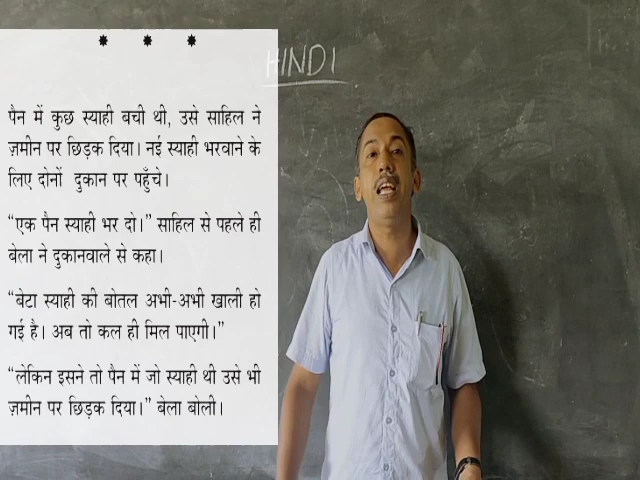 HINDI
पैन में कुछ स्याही बची थी, उसे साहिल ने
ज़मीन पर छिड़क दिया। नई स्याही भरवाने के
लिए दोनों दुकान पर पहुँचे।
“एक पैन स्याही भर दो।” साहिल से पहले ही
बेला ने दुकानवाले से कहा।
“बेटा स्याही की बोतल अभी-अभी खाली हो
गई है। अब तो कल ही मिल पाएगी।”
“लेकिन इसने तो पैन में जो स्याही थी उसे भी
ज़मीन पर छिड़क दिया।” बेला बोली।